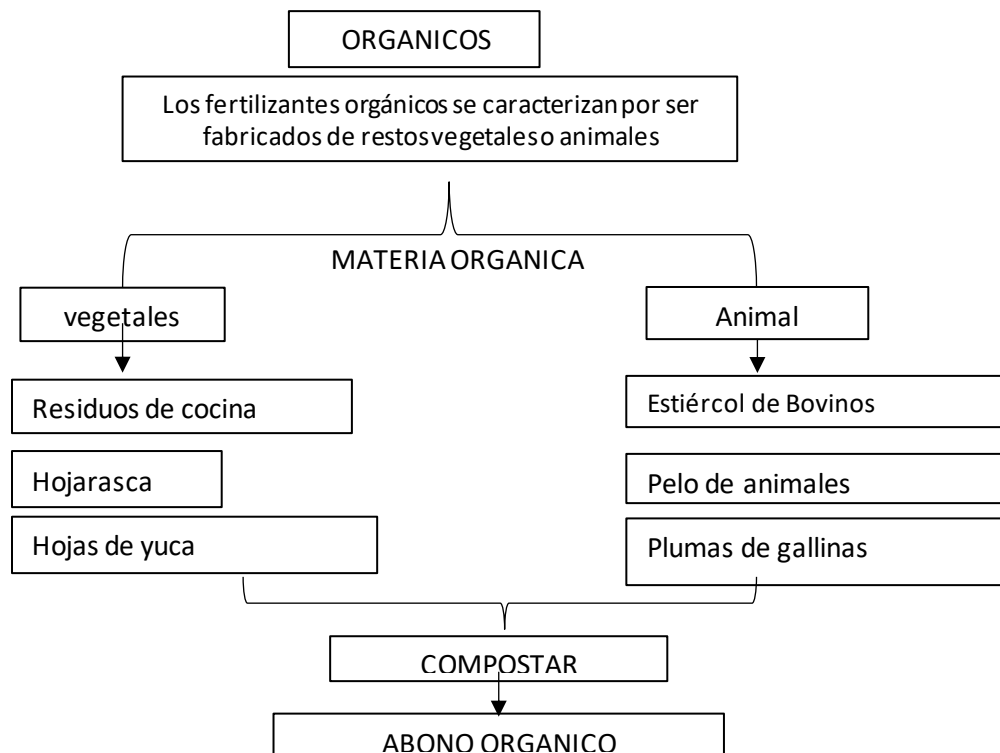 ORGANICOS
Los fertilizantes orgánicos se caracterizan por ser
fabricados de restos vegetales o animales
MATERIA ORGANICA
vegetales
Animal
Residuos de cocina
Estiércol de Bovinos
Hojarasca
Pelo de animales
Hojas de yuca
Plumas de gallinas
COMPOSTAR
ABONO ORGANICO